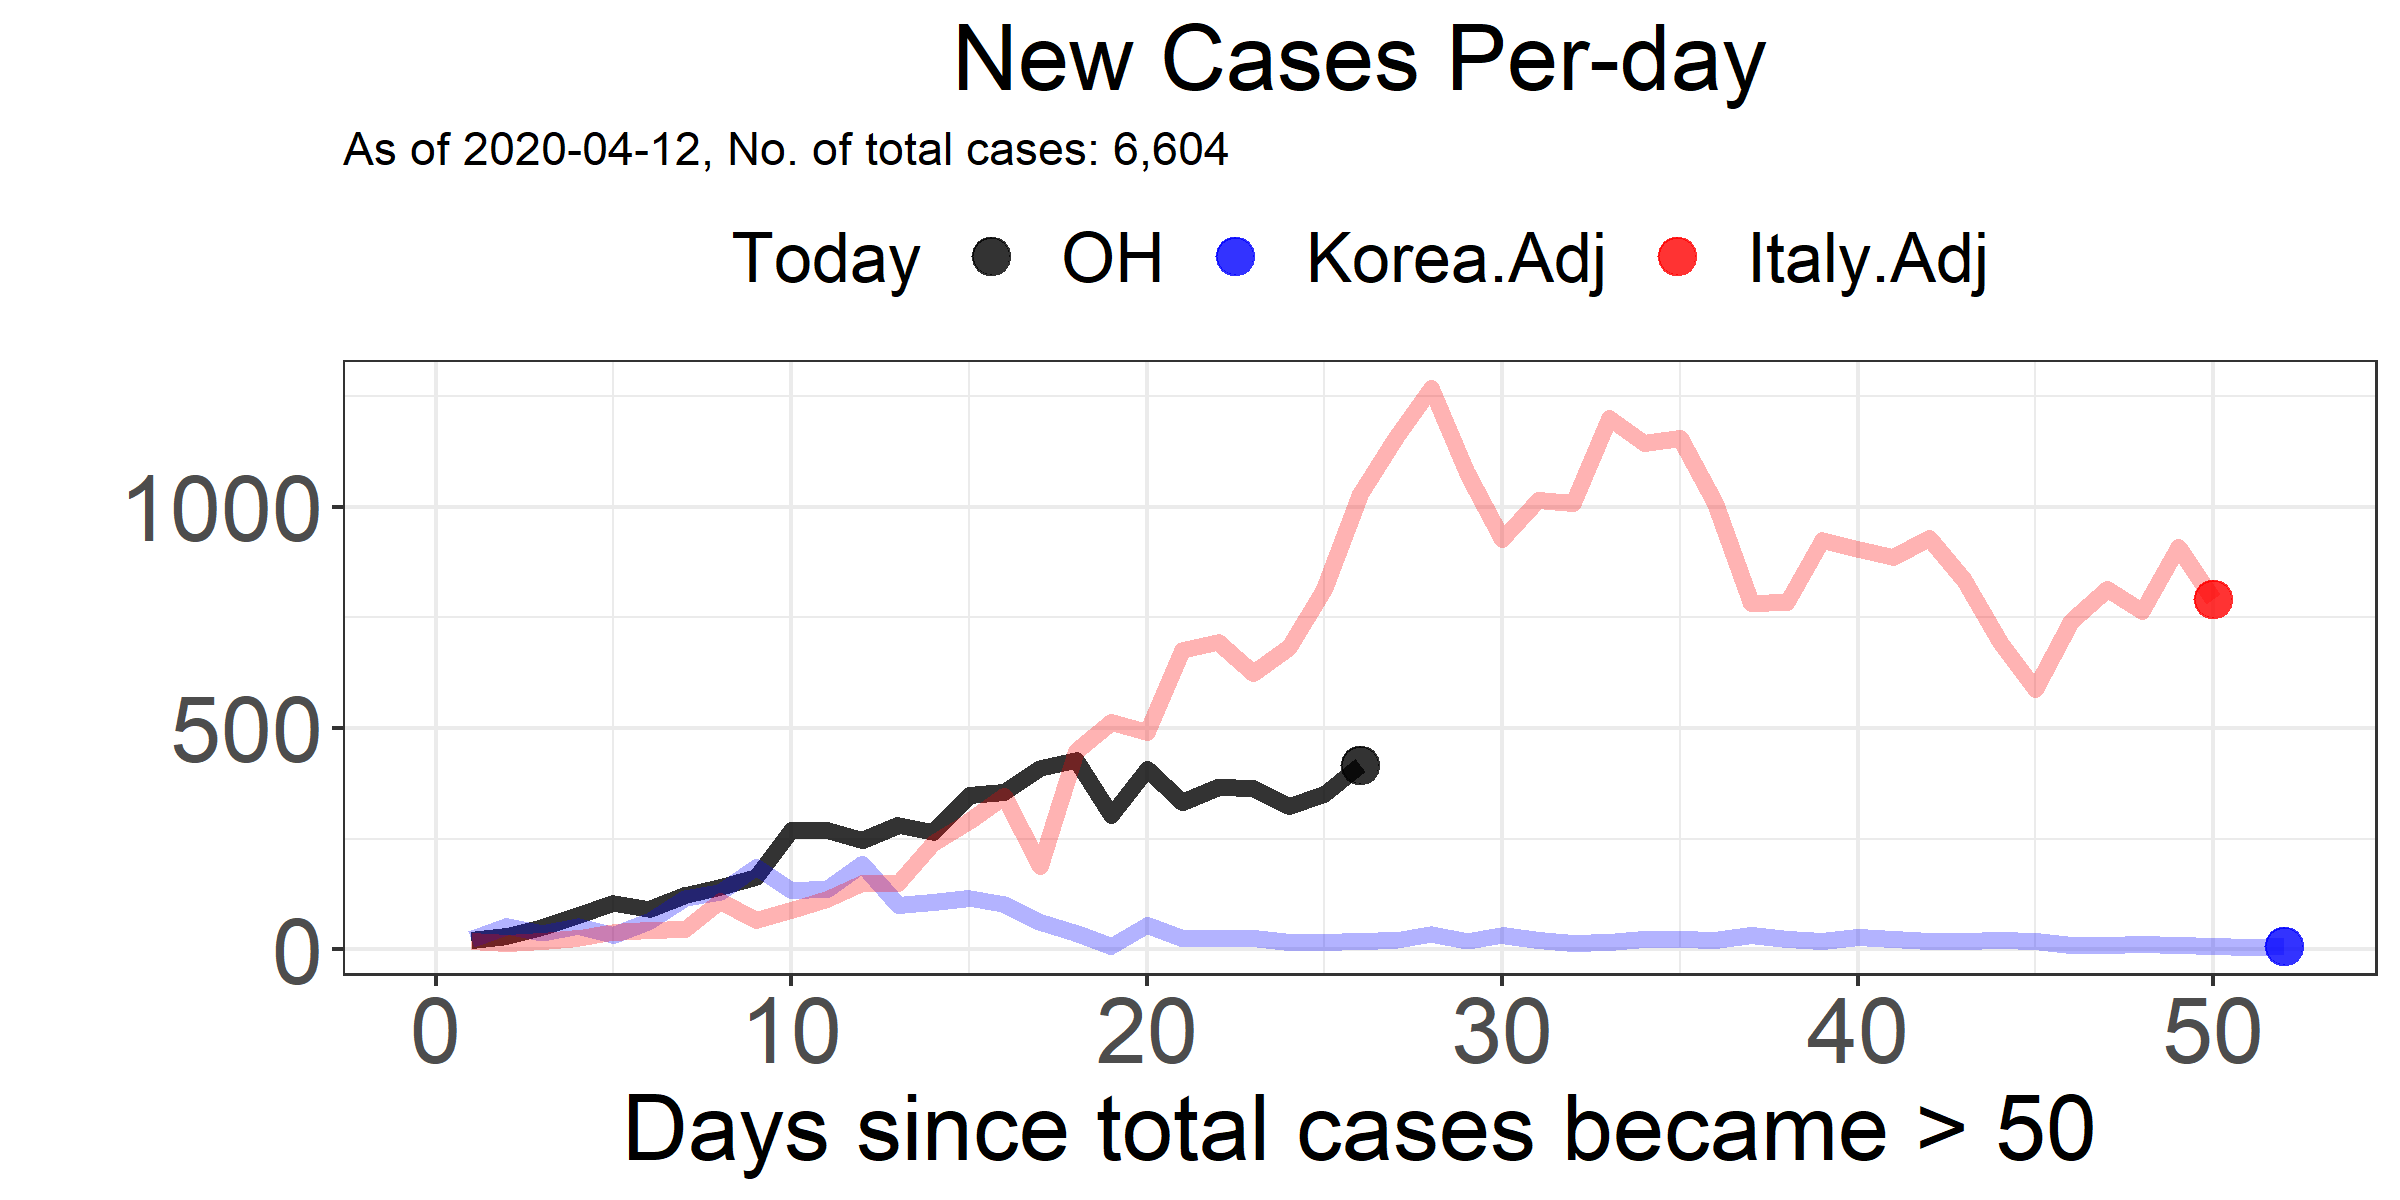 New Cases Per-day
As of 2020-04-12, No. of total cases: 6,604
Today OH Korea.Adj Italy.Adj
1000
500
0
0 10 20 30 40 50
Days since total cases became > 50